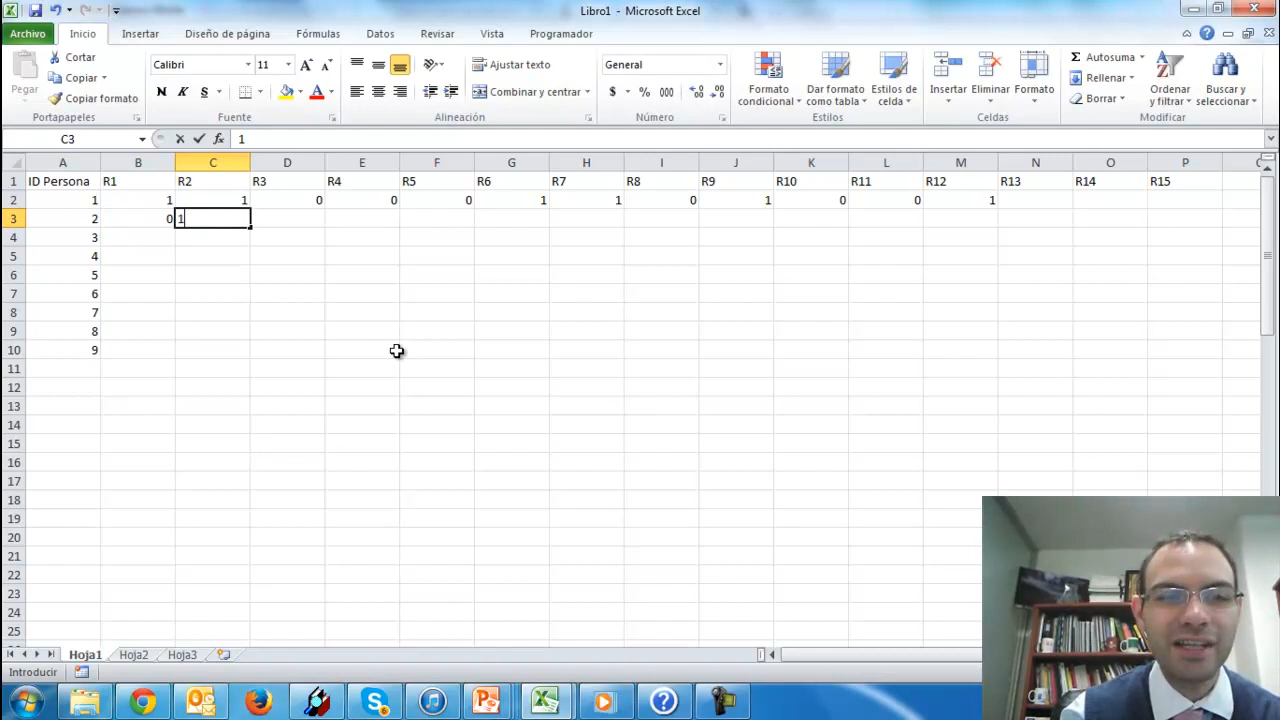 Libro1 - Microsoft Excel
Archivo Inicio Insertar Diseño de página Fórmulas Datos Revisar Vista Programador
Pegar Cortar Copiar Copiar formato Portapapeles
Calibri 11 N K S Fuente
Ajustar texto Combinar y centrar Alineación
General $ % 000 Número
Formato condicional Dar formato como tabla Estilos de celda Estilos
Insertar Eliminar Formato Celdas
Autosuma Rellenar Borrar Ordenar y filtrar Buscar y seleccionar Modificar
C3 fx 1
A B C D E F G H I J K L M N O P
1 ID Persona R1 R2 R3 R4 R5 R6 R7 R8 R9 R10 R11 R12 R13 R14 R15
2 1 1 1 0 0 0 1 1 0 1 0 0 1
3 2 0 1
4 3
5 4
6 5
7 6
8 7
9 8
10 9
11
12
13
14
15
16
17
18
19
20
21
22
23
24
25
Hoja1 Hoja2 Hoja3
Introducir